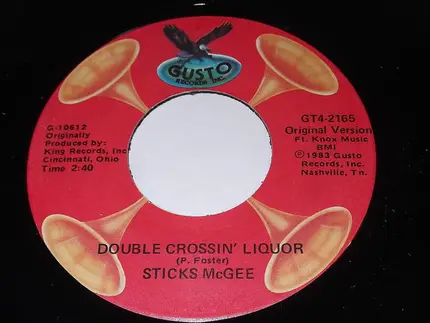 GUSTO
RECORDS, INC.
G-10612
Originally
Produced by:
King Records, Inc
Cincinnati, Ohio
Time 2:40
GT4-2165
Original Version
Ft. Knox Music
BMI
℗1983 Gusto
Records, Inc.
Nashville, Tn.
DOUBLE CROSSIN' LIQUOR
(P. Foster)
STICKS McGEE